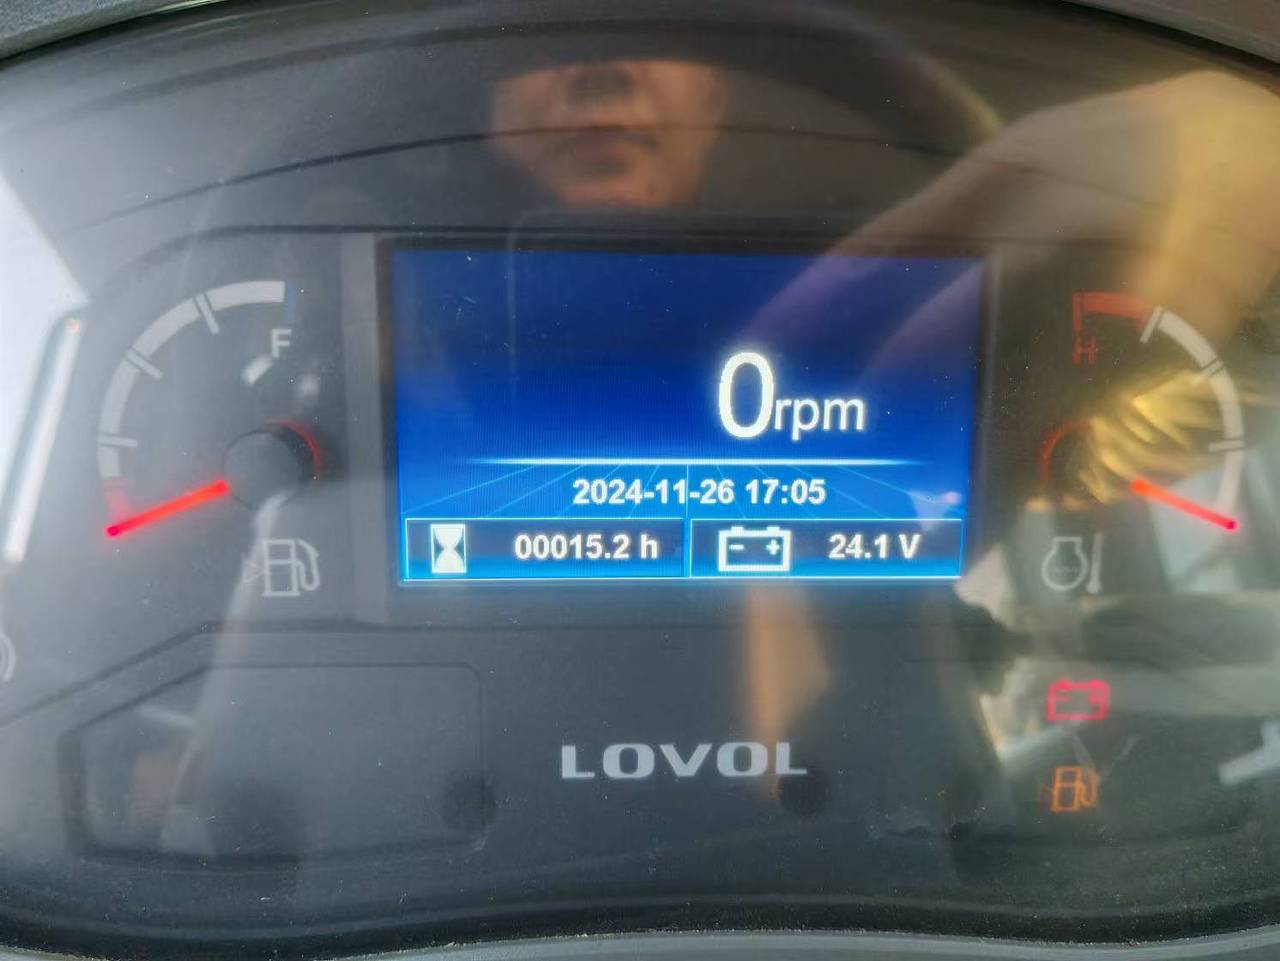 F
H
0rpm
2024-11-26 17:05
00015.2 h
- +
24.1 V
- +
LOVOL